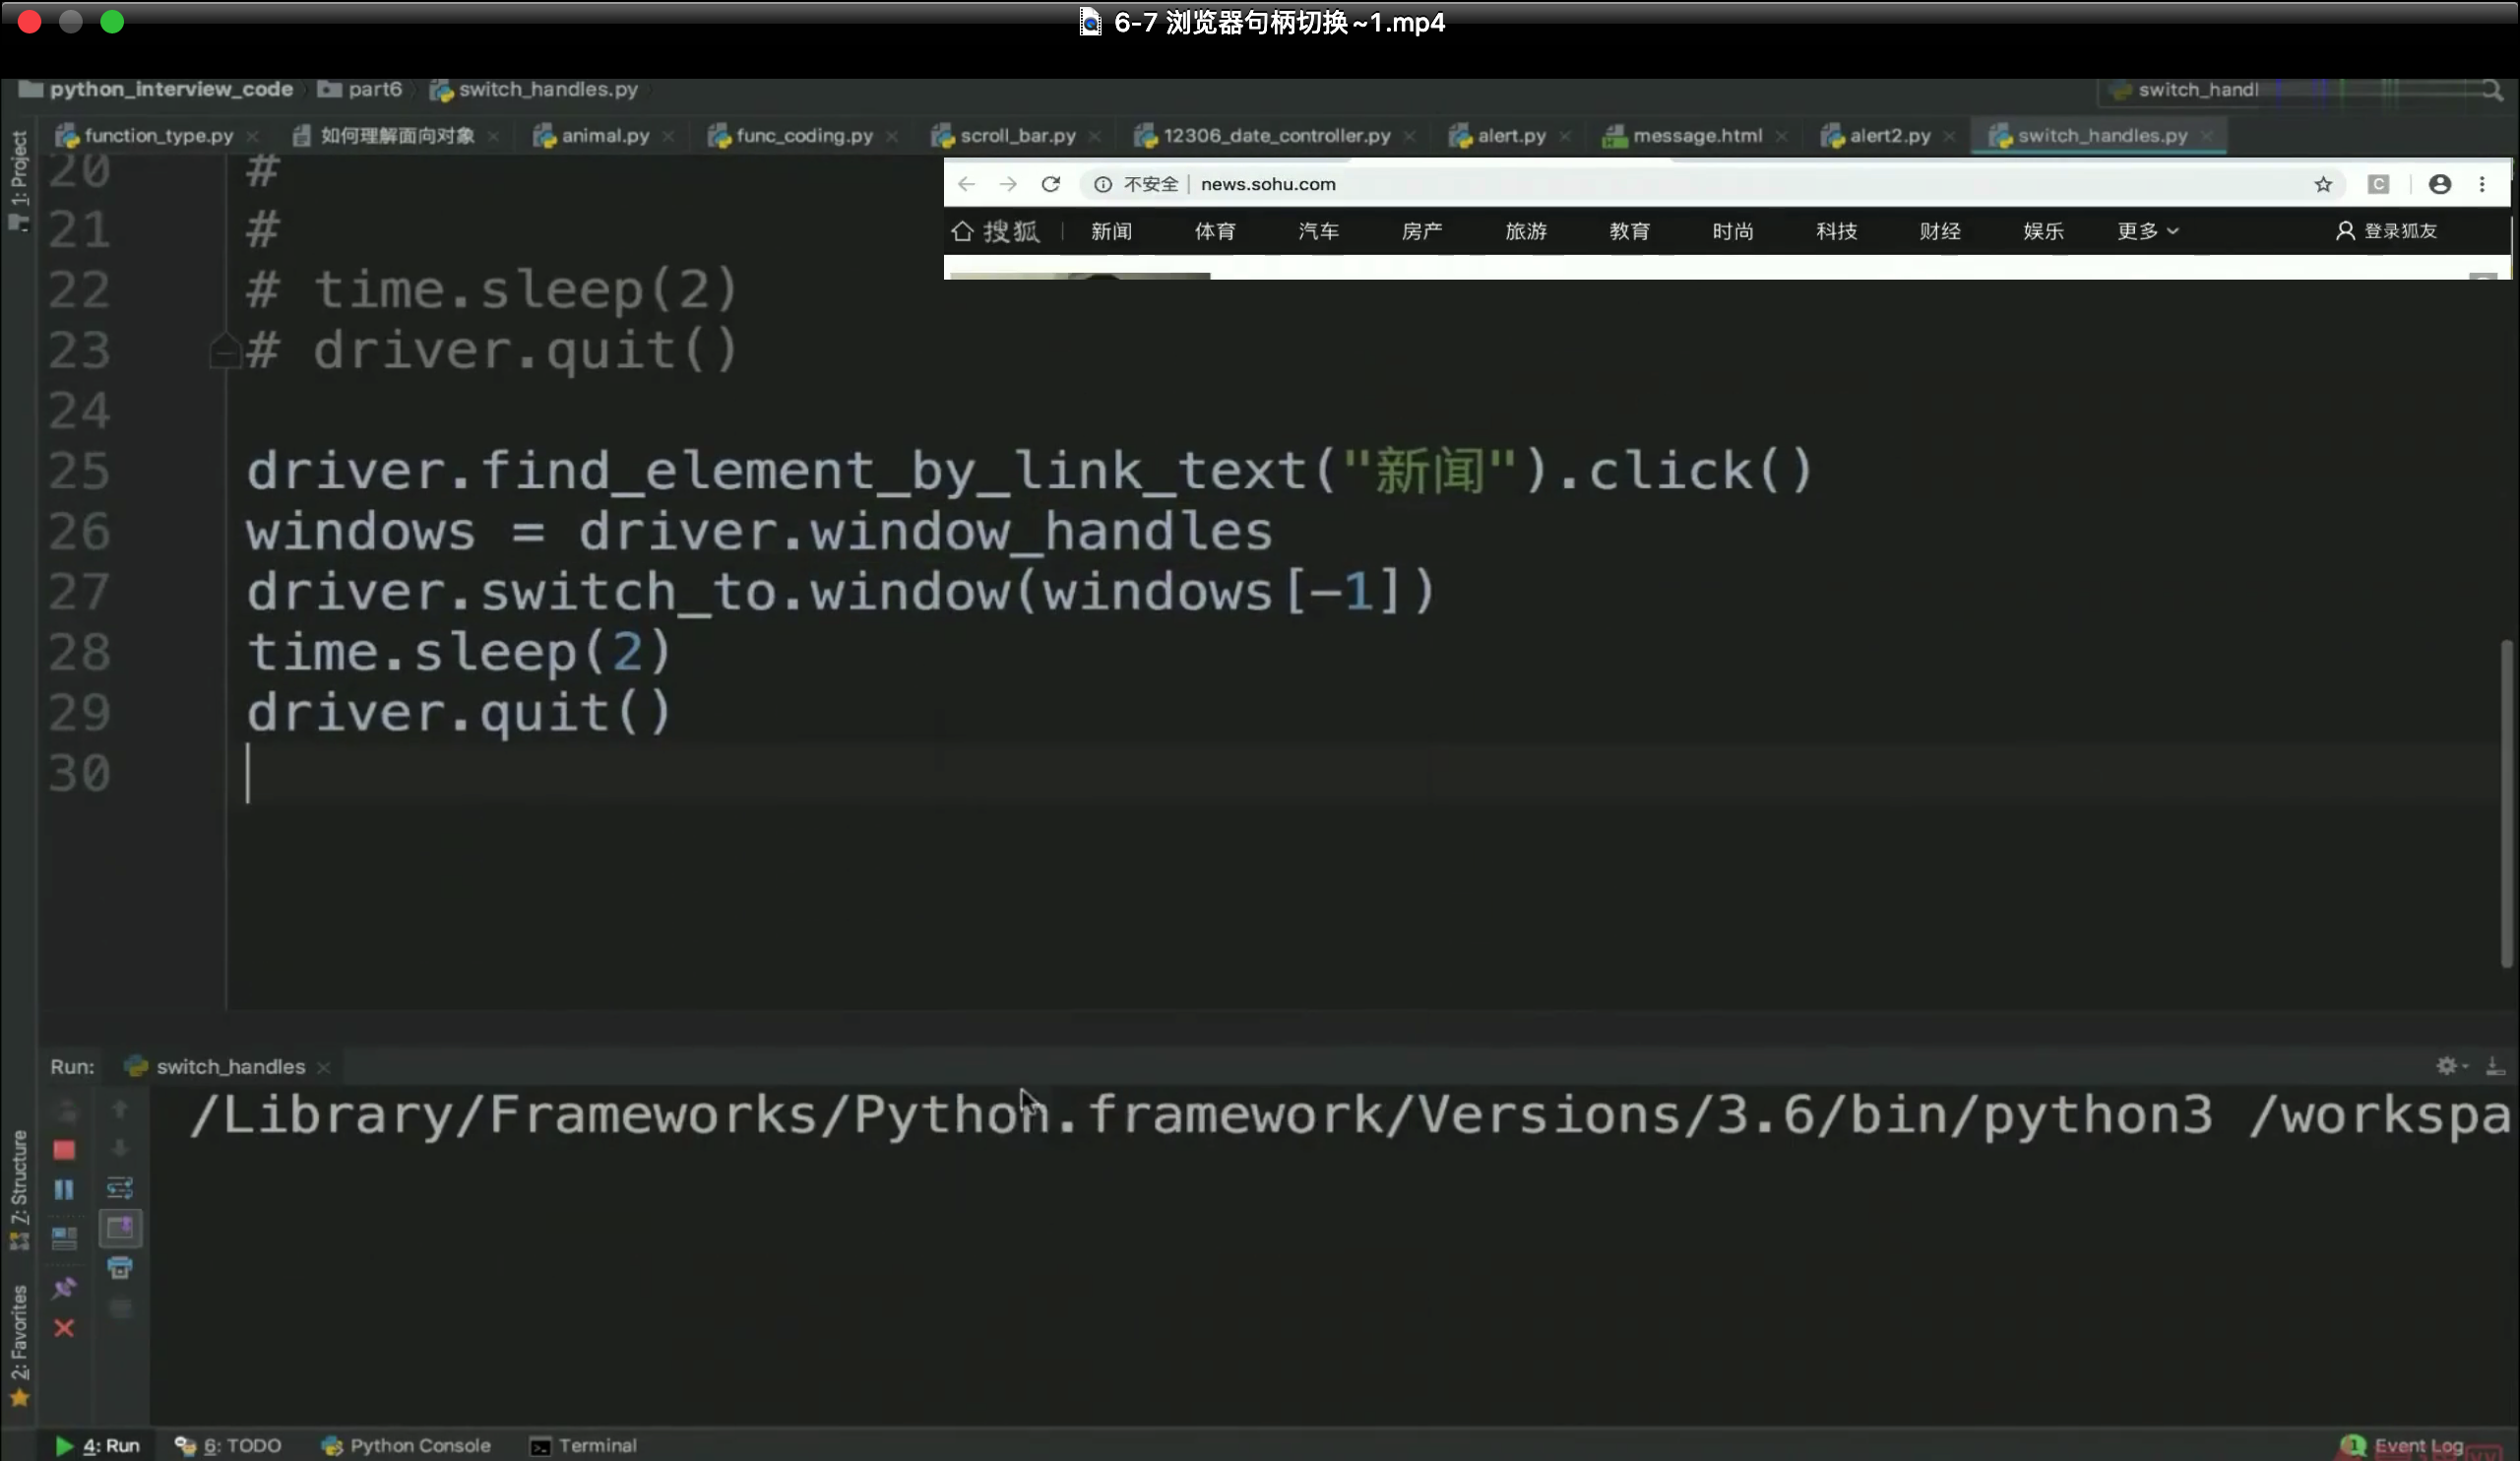 6-7 浏览器句柄切换~1.mp4
python_interview_code part6 switch_handles.py
switch_handl
function_type.py 如何理解面向对象 animal.py func_coding.py scroll_bar.py 12306_date_controller.py alert.py message.html alert2.py switch_handles.py
1: Project
不安全 | news.sohu.com
搜狐 | 新闻 体育 汽车 房产 旅游 教育 时尚 科技 财经 娱乐 更多 登录狐友
20 #
21 #
22 # time.sleep(2)
23 # driver.quit()
24
25 driver.find_element_by_link_text("新闻").click()
26 windows = driver.window_handles
27 driver.switch_to.window(windows[-1])
28 time.sleep(2)
29 driver.quit()
30
Run: switch_handles
/Library/Frameworks/Python.framework/Versions/3.6/bin/python3 /workspa
7: Structure
2: Favorites
4: Run 6: TODO Python Console Terminal
1 Event Log